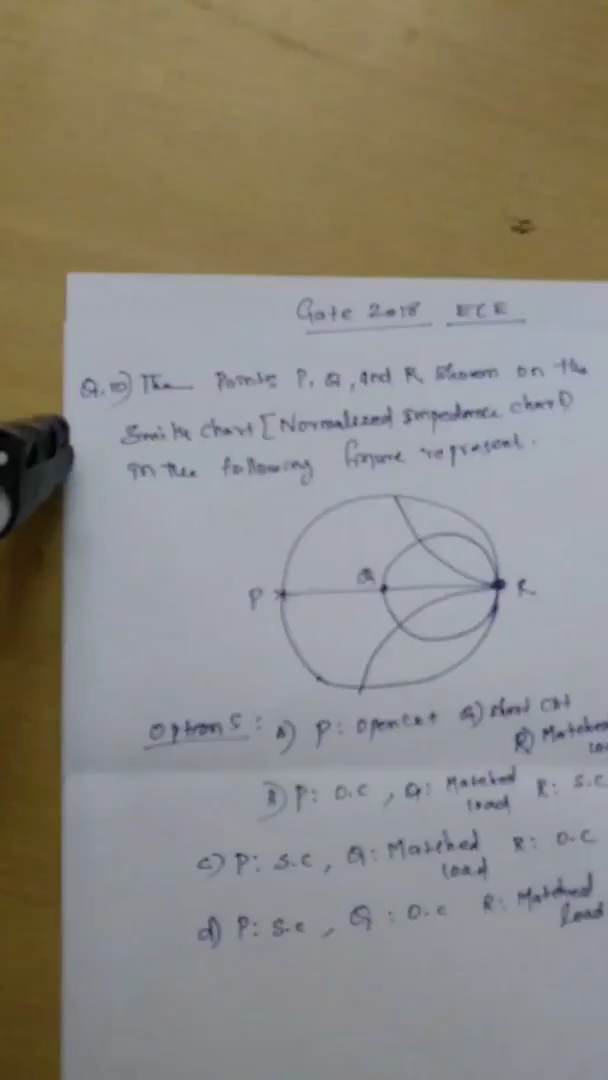 Gate 2018 ECE
Q.10) The Points P, Q, and R shown on the
Smith chart [Normalized impedance chart)
in the following figure represent.
P Q R
Options: A) P: Open ckt Q) short ckt
R) Matched
B) P: O.C, Q: Matched load R: S.C
c) P: S.C, Q: Matched load R: O.C
d) P: S.C, Q: O.C R: Matched load